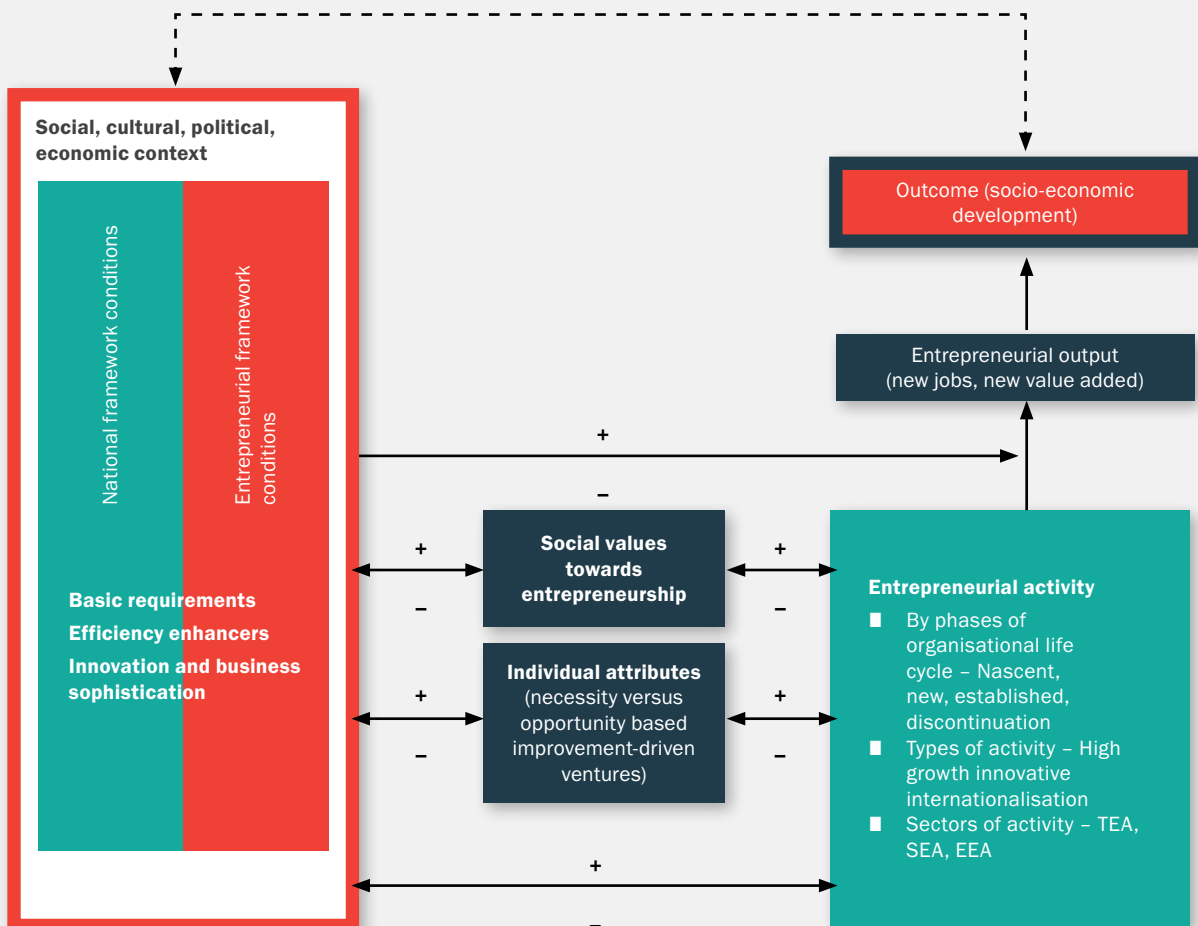 Social, cultural, political,
economic context
National framework conditions
Entrepreneurial framework
conditions
Basic requirements
Efficiency enhancers
Innovation and business
sophistication
Outcome (socio-economic
development)
Entrepreneurial output
(new jobs, new value added)
+
–
+
–
Social values
towards
entrepreneurship
+
–
+
–
Individual attributes
(necessity versus
opportunity based
improvement-driven
ventures)
+
–
+
–
Entrepreneurial activity
■ By phases of
organisational life
cycle – Nascent,
new, established,
discontinuation
■ Types of activity – High
growth innovative
internationalisation
■ Sectors of activity – TEA,
SEA, EEA